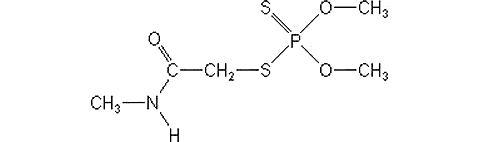 S O—CH₃
O P
C—CH₂—S O—CH₃
CH₃—N
H